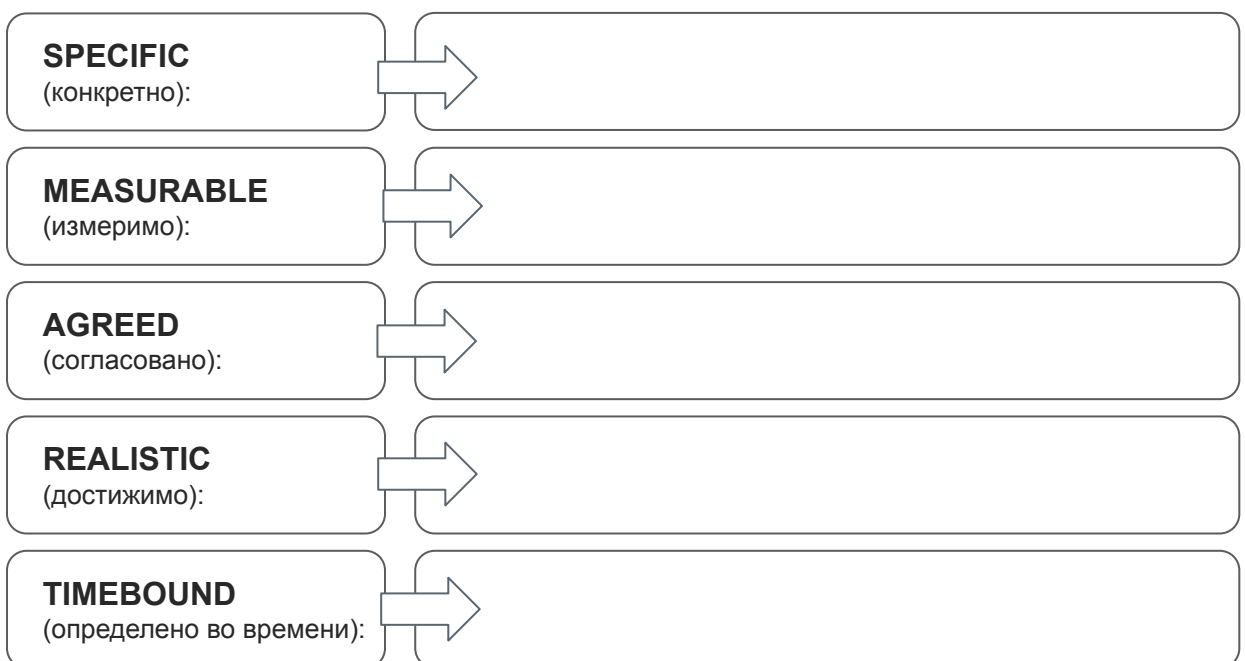 SPECIFIC
(конкретно):
MEASURABLE
(измеримо):
AGREED
(согласовано):
REALISTIC
(достижимо):
TIMEBOUND
(определено во времени):